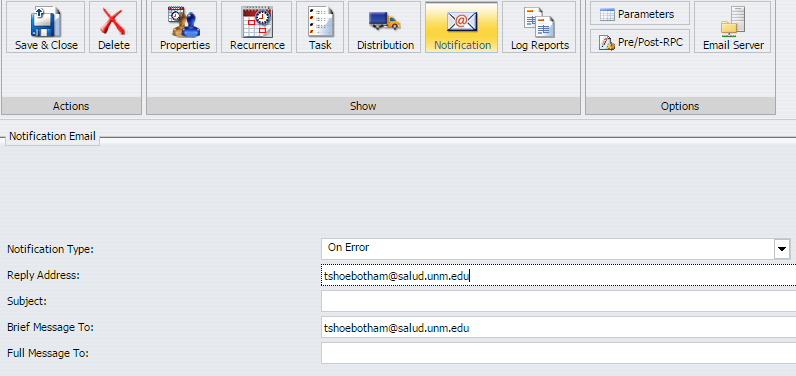 Save & Close
Delete
Properties
Recurrence
Task
Distribution
Notification
Log Reports
Parameters
Pre/Post-RPC
Email Server
Actions
Show
Options
Notification Email
Notification Type:
On Error
Reply Address:
tshoebotham@salud.unm.edu
Subject:
Brief Message To:
tshoebotham@salud.unm.edu
Full Message To: